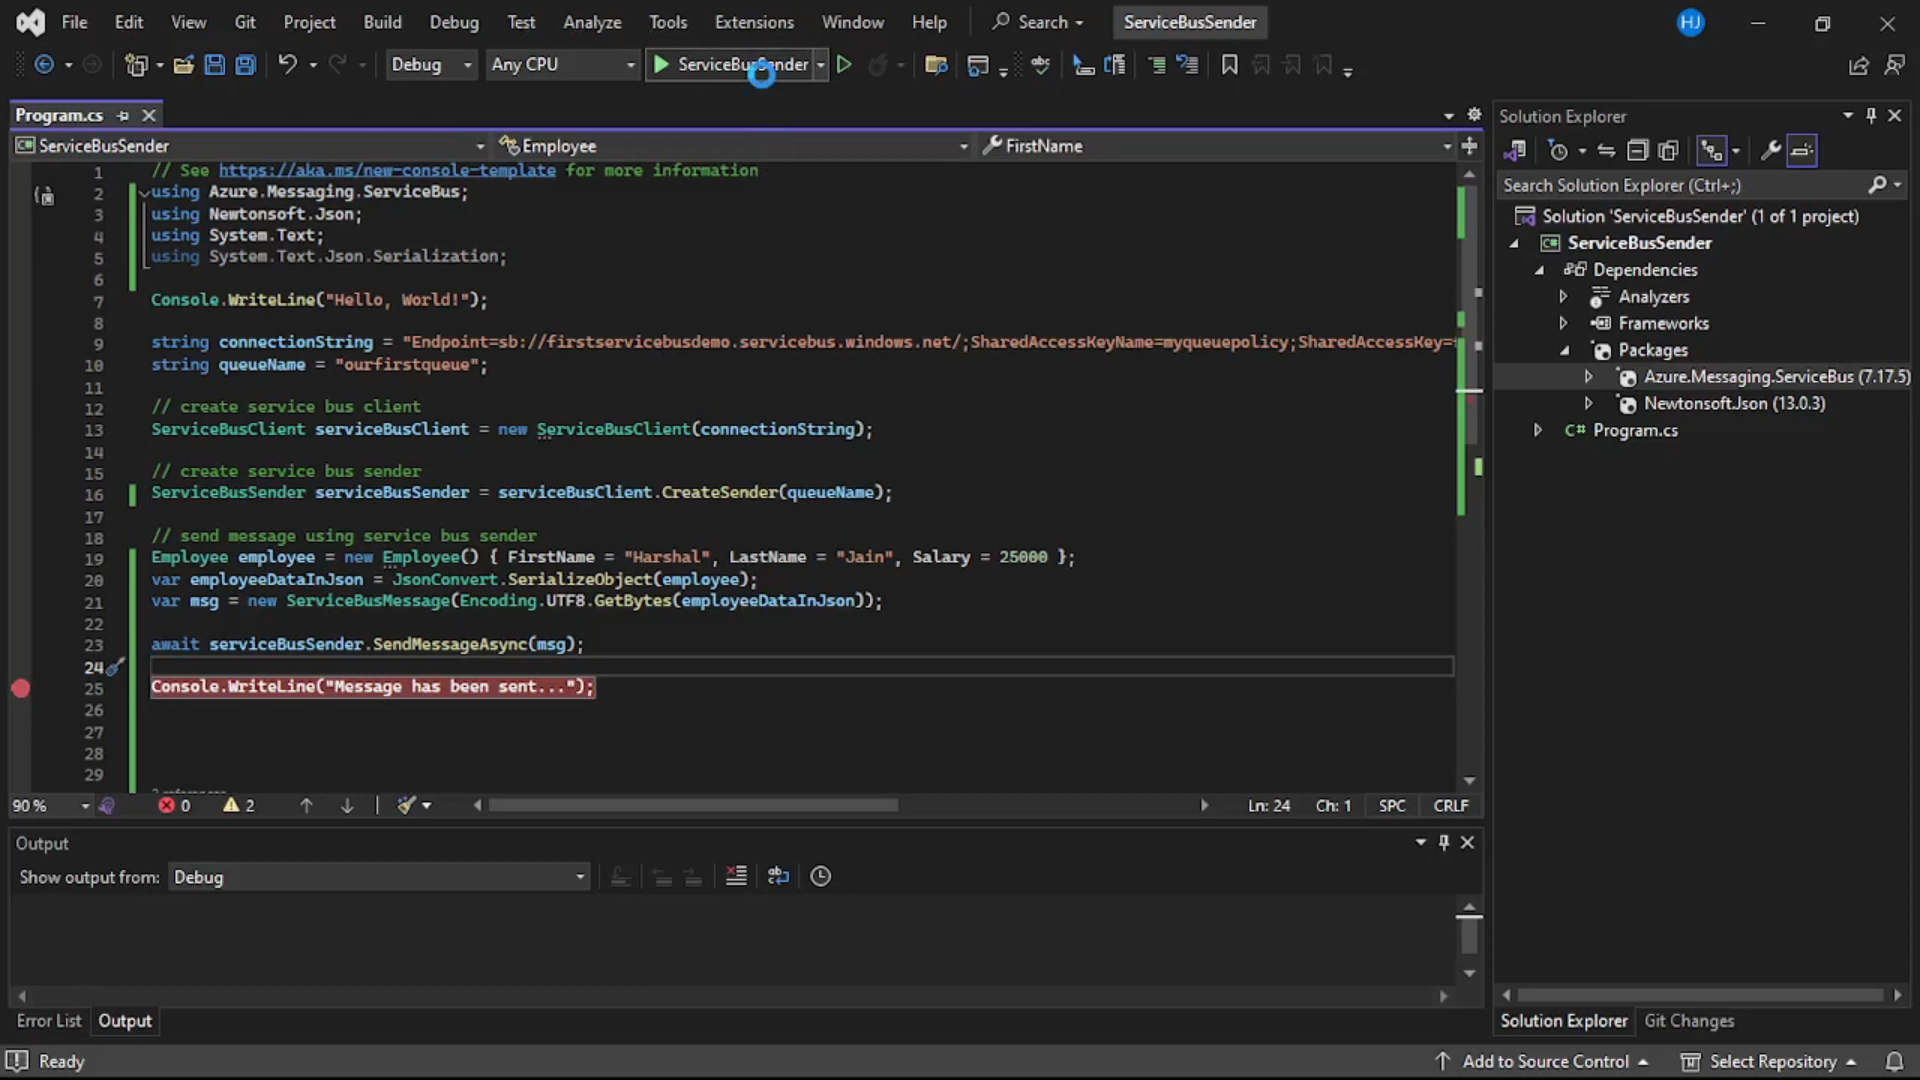 File Edit View Git Project Build Debug Test Analyze Tools Extensions Window Help Search ServiceBusSender HJ
Debug Any CPU ServiceBusSender
Program.cs
ServiceBusSender Employee FirstName
1 // See https://aka.ms/new-console-template for more information
2 using Azure.Messaging.ServiceBus;
3 using Newtonsoft.Json;
4 using System.Text;
5 using System.Text.Json.Serialization;
6
7 Console.WriteLine("Hello, World!");
8
9 string connectionString = "Endpoint=sb://firstservicebusdemo.servicebus.windows.net/;SharedAccessKeyName=myqueuepolicy;SharedAccessKey=
10 string queueName = "ourfirstqueue";
11
12 // create service bus client
13 ServiceBusClient serviceBusClient = new ServiceBusClient(connectionString);
14
15 // create service bus sender
16 ServiceBusSender serviceBusSender = serviceBusClient.CreateSender(queueName);
17
18 // send message using service bus sender
19 Employee employee = new Employee() { FirstName = "Harshal", LastName = "Jain", Salary = 25000 };
20 var employeeDataInJson = JsonConvert.SerializeObject(employee);
21 var msg = new ServiceBusMessage(Encoding.UTF8.GetBytes(employeeDataInJson));
22
23 await serviceBusSender.SendMessageAsync(msg);
24
25 Console.WriteLine("Message has been sent...");
26
27
28
29
90 % 0 2 Ln: 24 Ch: 1 SPC CRLF
Output
Show output from: Debug
Error List Output
Solution Explorer
Search Solution Explorer (Ctrl+;)
Solution 'ServiceBusSender' (1 of 1 project)
ServiceBusSender
Dependencies
Analyzers
Frameworks
Packages
Azure.Messaging.ServiceBus (7.17.5)
Newtonsoft.Json (13.0.3)
C# Program.cs
Solution Explorer Git Changes
Ready Add to Source Control Select Repository